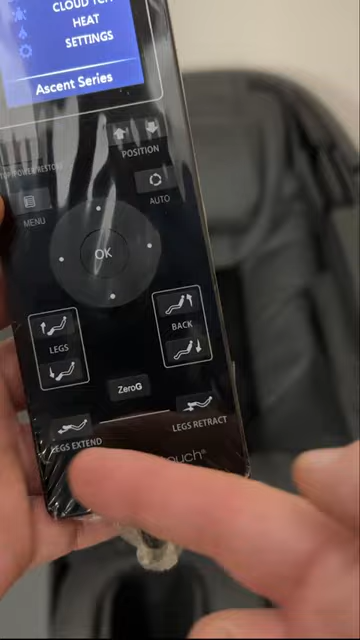 HEAT
SETTINGS
Ascent Series
POSITION
MENU
AUTO
OK
LEGS
BACK
ZeroG
LEGS EXTEND
LEGS RETRACT